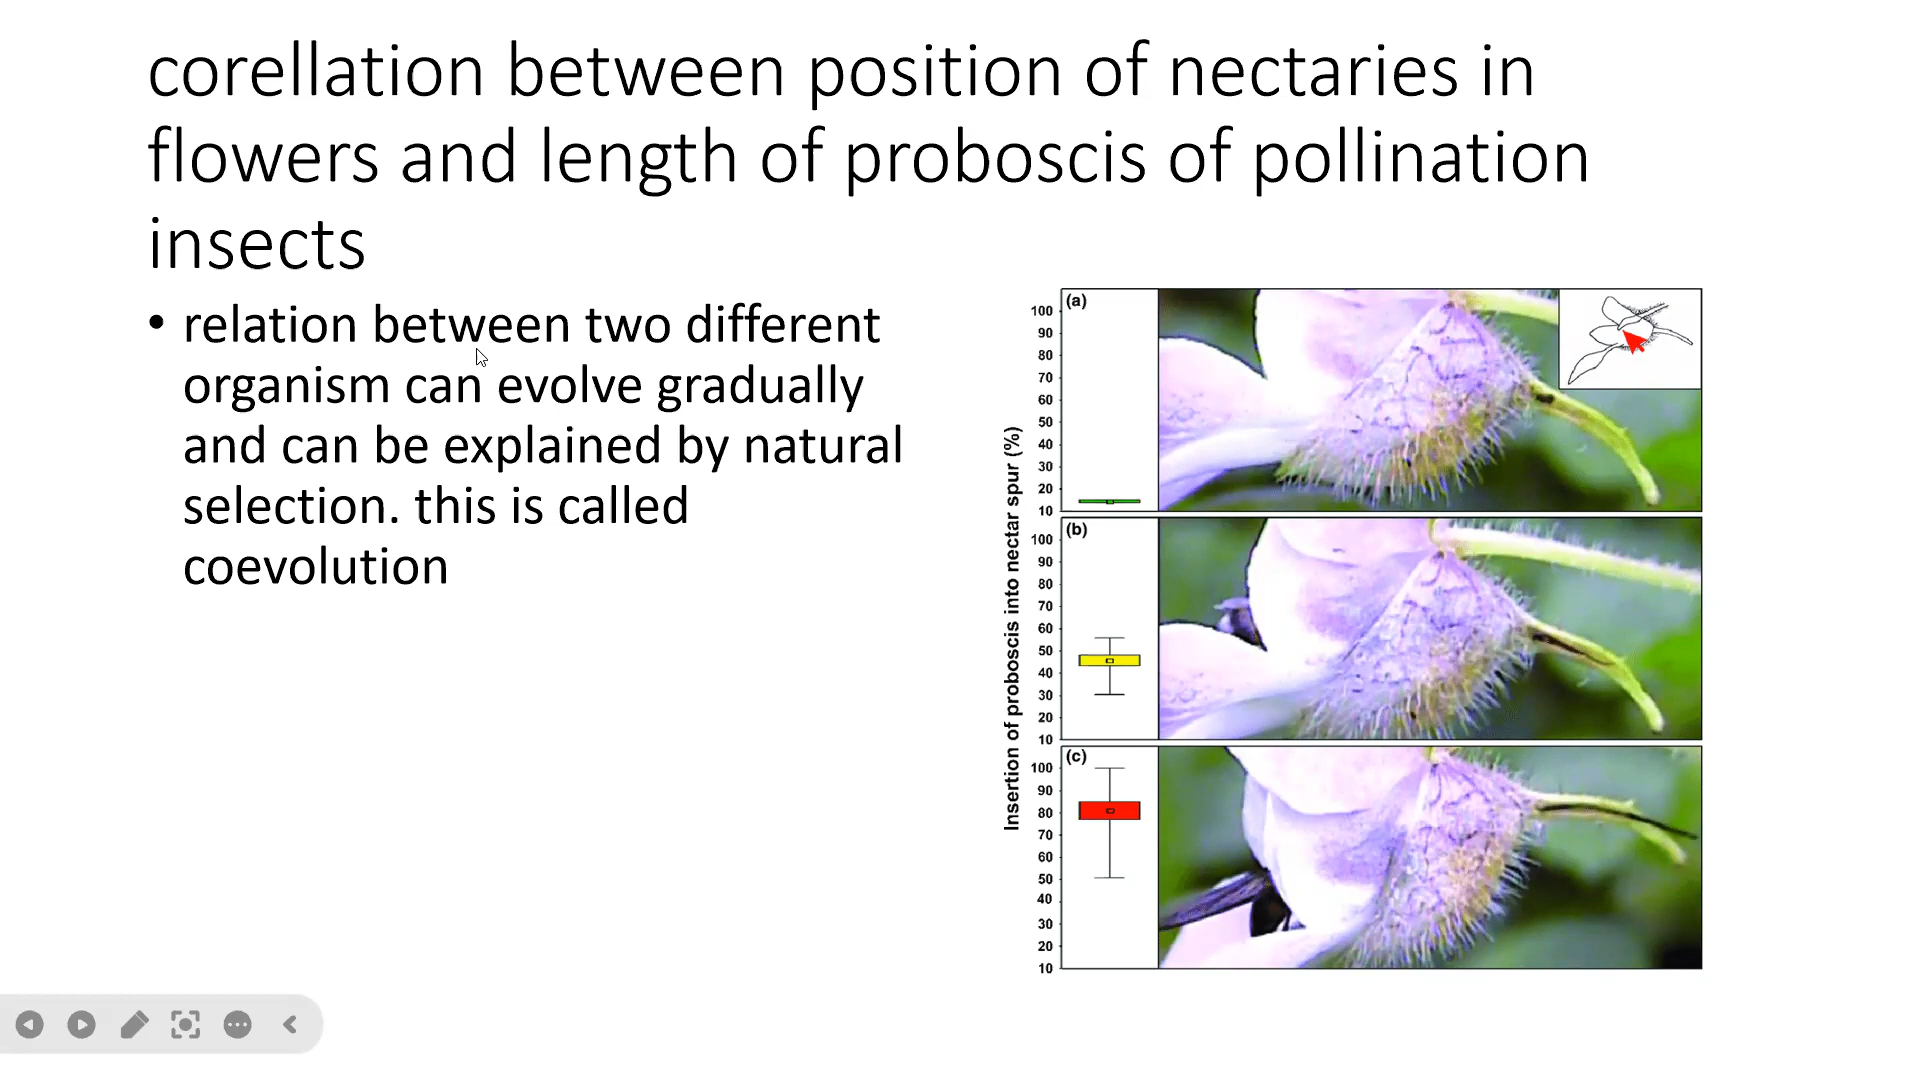 corellation between position of nectaries in
flowers and length of proboscis of pollination
insects
• relation between two different
organism can evolve gradually
and can be explained by natural
selection. this is called
coevolution
Insertion of proboscis into nectar spur (%)
(a)
100
90
80
70
60
50
40
30
20
10
(b)
100
90
80
70
60
50
40
30
20
10
(c)
100
90
80
70
60
50
40
30
20
10